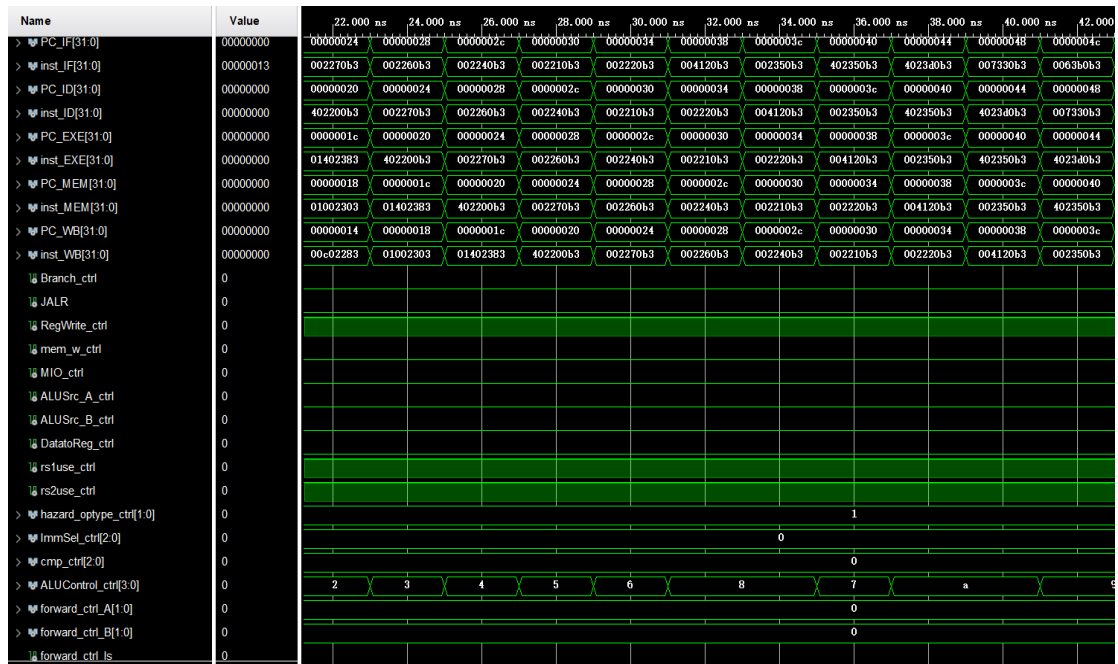 Name Value 22.000 ns 24.000 ns 26.000 ns 28.000 ns 30.000 ns 32.000 ns 34.000 ns 36.000 ns 38.000 ns 40.000 ns 42.000
PC_IF[31:0] 00000000 00000024 00000028 0000002c 00000030 00000034 00000038 0000003c 00000040 00000044 00000048 0000004c
inst_IF[31:0] 00000013 002270b3 002260b3 002240b3 002210b3 002220b3 004120b3 002350b3 402350b3 4023d0b3 007330b3 0063b0b3
PC_ID[31:0] 00000000 00000020 00000024 00000028 0000002c 00000030 00000034 00000038 0000003c 00000040 00000044 00000048
inst_ID[31:0] 00000000 402200b3 002270b3 002260b3 002240b3 002210b3 002220b3 004120b3 002350b3 402350b3 4023d0b3 007330b3
PC_EXE[31:0] 00000000 0000001c 00000020 00000024 00000028 0000002c 00000030 00000034 00000038 0000003c 00000040 00000044
inst_EXE[31:0] 00000000 01402383 402200b3 002270b3 002260b3 002240b3 002210b3 002220b3 004120b3 002350b3 402350b3 4023d0b3
PC_MEM[31:0] 00000000 00000018 0000001c 00000020 00000024 00000028 0000002c 00000030 00000034 00000038 0000003c 00000040
inst_MEM[31:0] 00000000 01002303 01402383 402200b3 002270b3 002260b3 002240b3 002210b3 002220b3 004120b3 002350b3 402350b3
PC_WB[31:0] 00000000 00000014 00000018 0000001c 00000020 00000024 00000028 0000002c 00000030 00000034 00000038 0000003c
inst_WB[31:0] 00000000 00c02283 01002303 01402383 402200b3 002270b3 002260b3 002240b3 002210b3 002220b3 004120b3 002350b3
Branch_ctrl 0
JALR 0
RegWrite_ctrl 0
mem_w_ctrl 0
MIO_ctrl 0
ALUSrc_A_ctrl 0
ALUSrc_B_ctrl 0
DatatoReg_ctrl 0
rs1use_ctrl 0
rs2use_ctrl 0
hazard_optype_ctrl[1:0] 0 1
ImmSel_ctrl[2:0] 0 0
cmp_ctrl[2:0] 0 0
ALUControl_ctrl[3:0] 0 2 3 4 5 6 8 7 a 9
forward_ctrl_A[1:0] 0 0
forward_ctrl_B[1:0] 0 0
forward_ctrl_ls 0